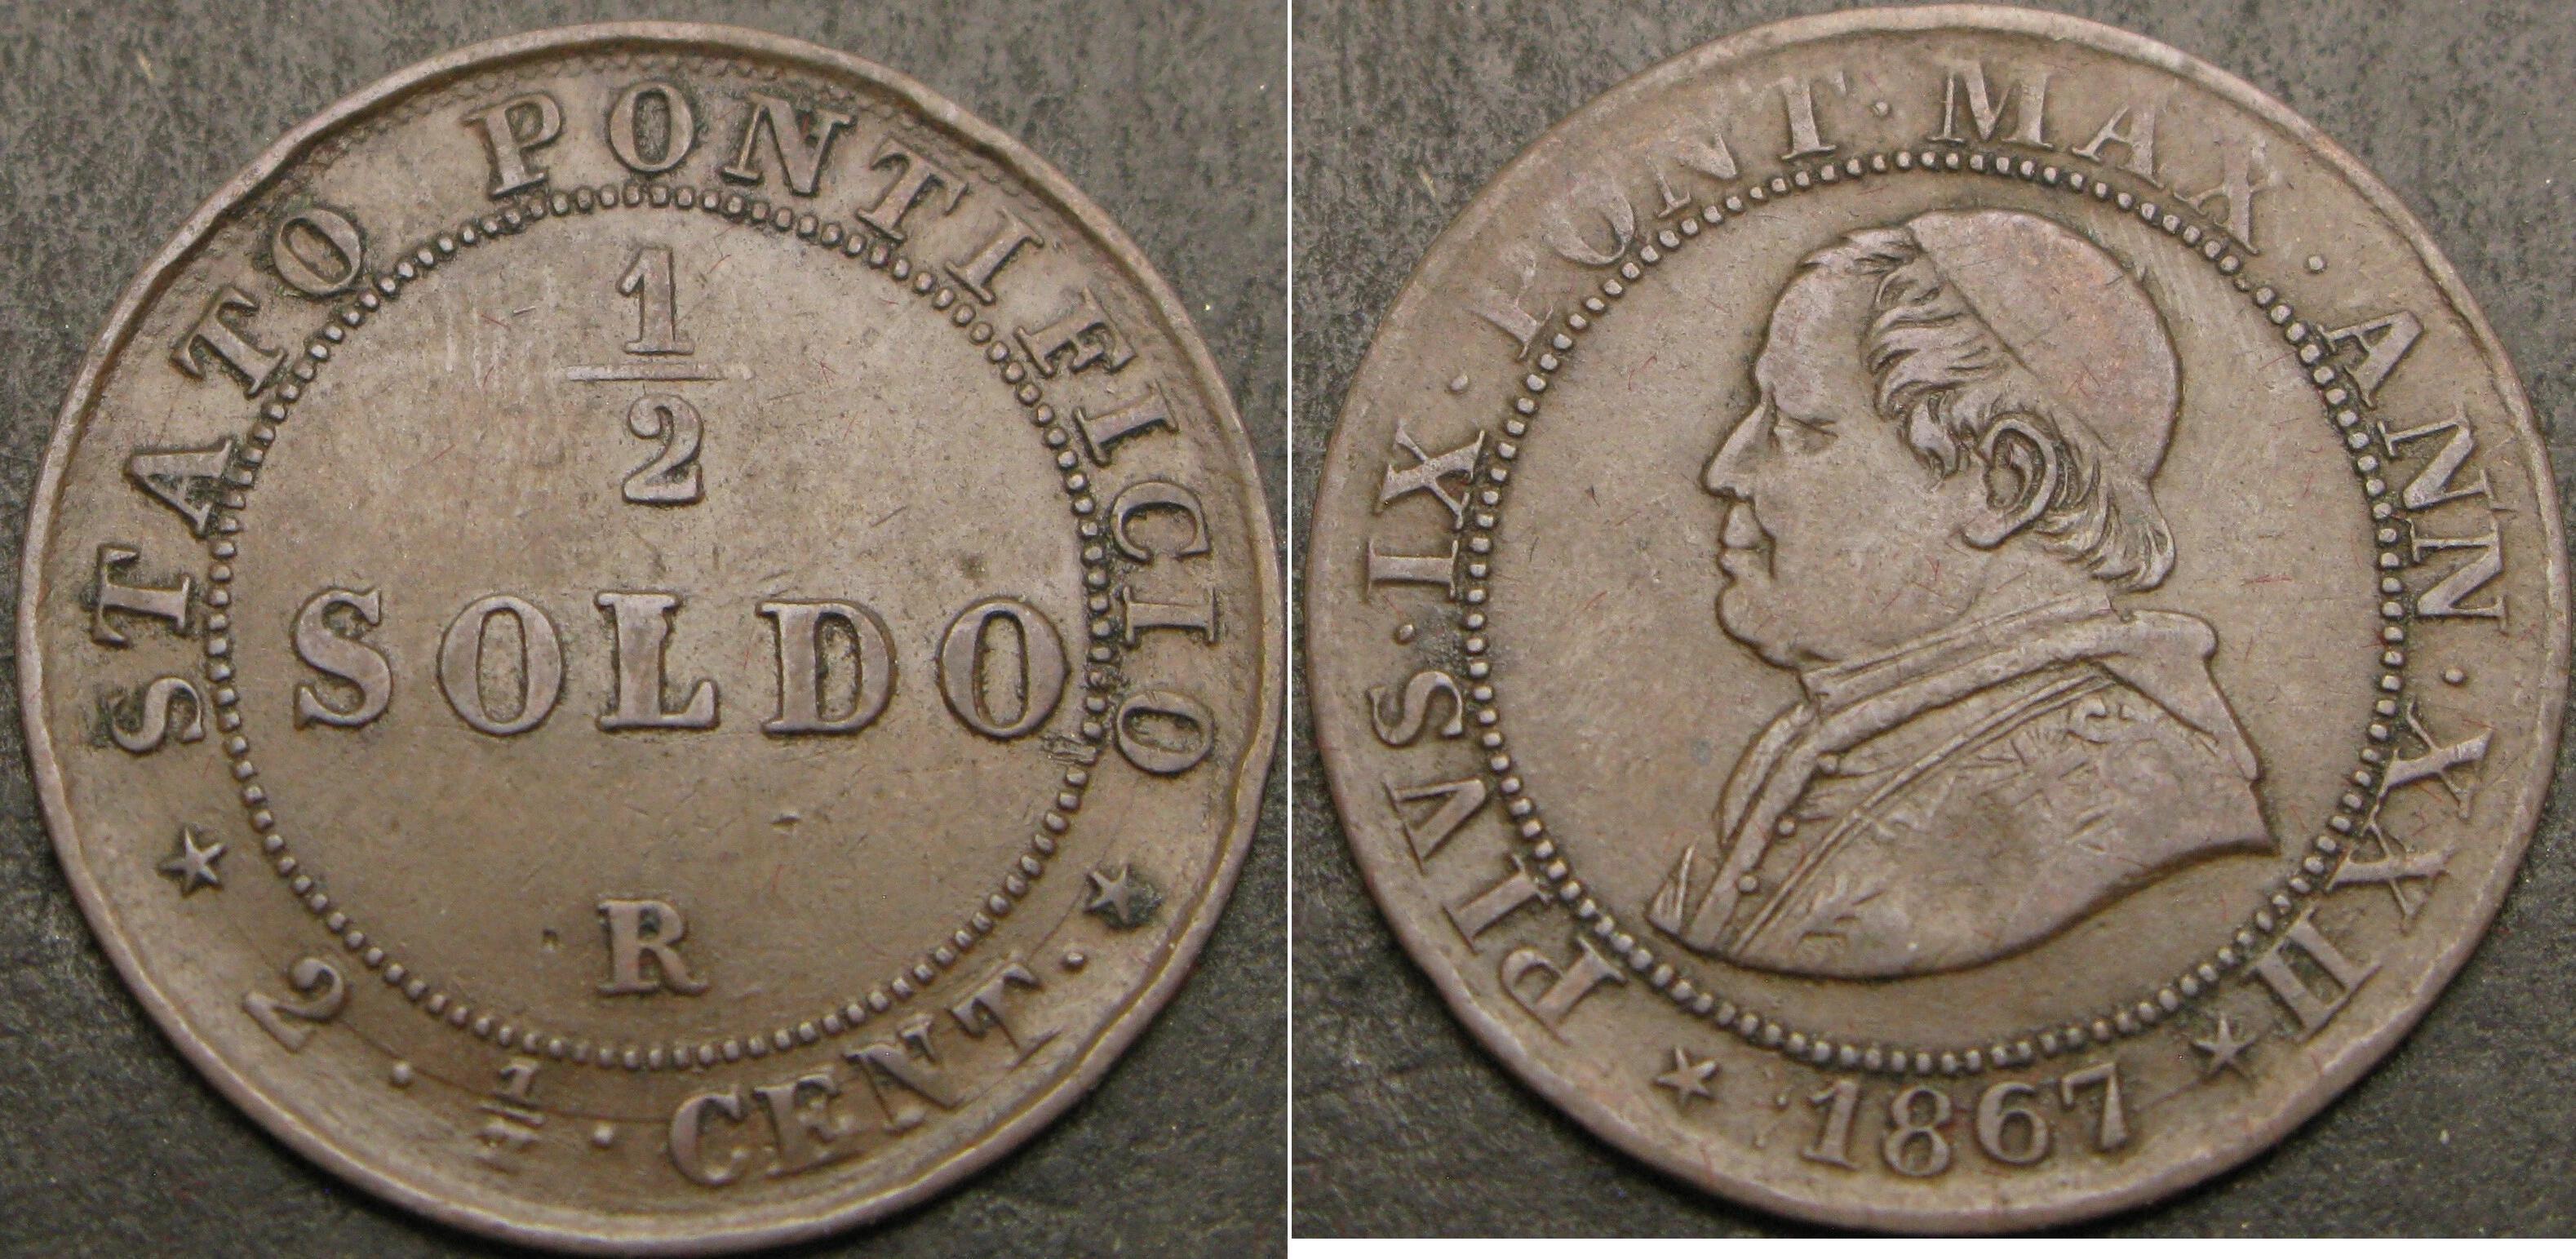 STATO PONTIFICIO
1/2
SOLDO
R
2 · 1/2 · CENT ·
PIVS · IX · PONT · MAX · ANN · XXII
1867